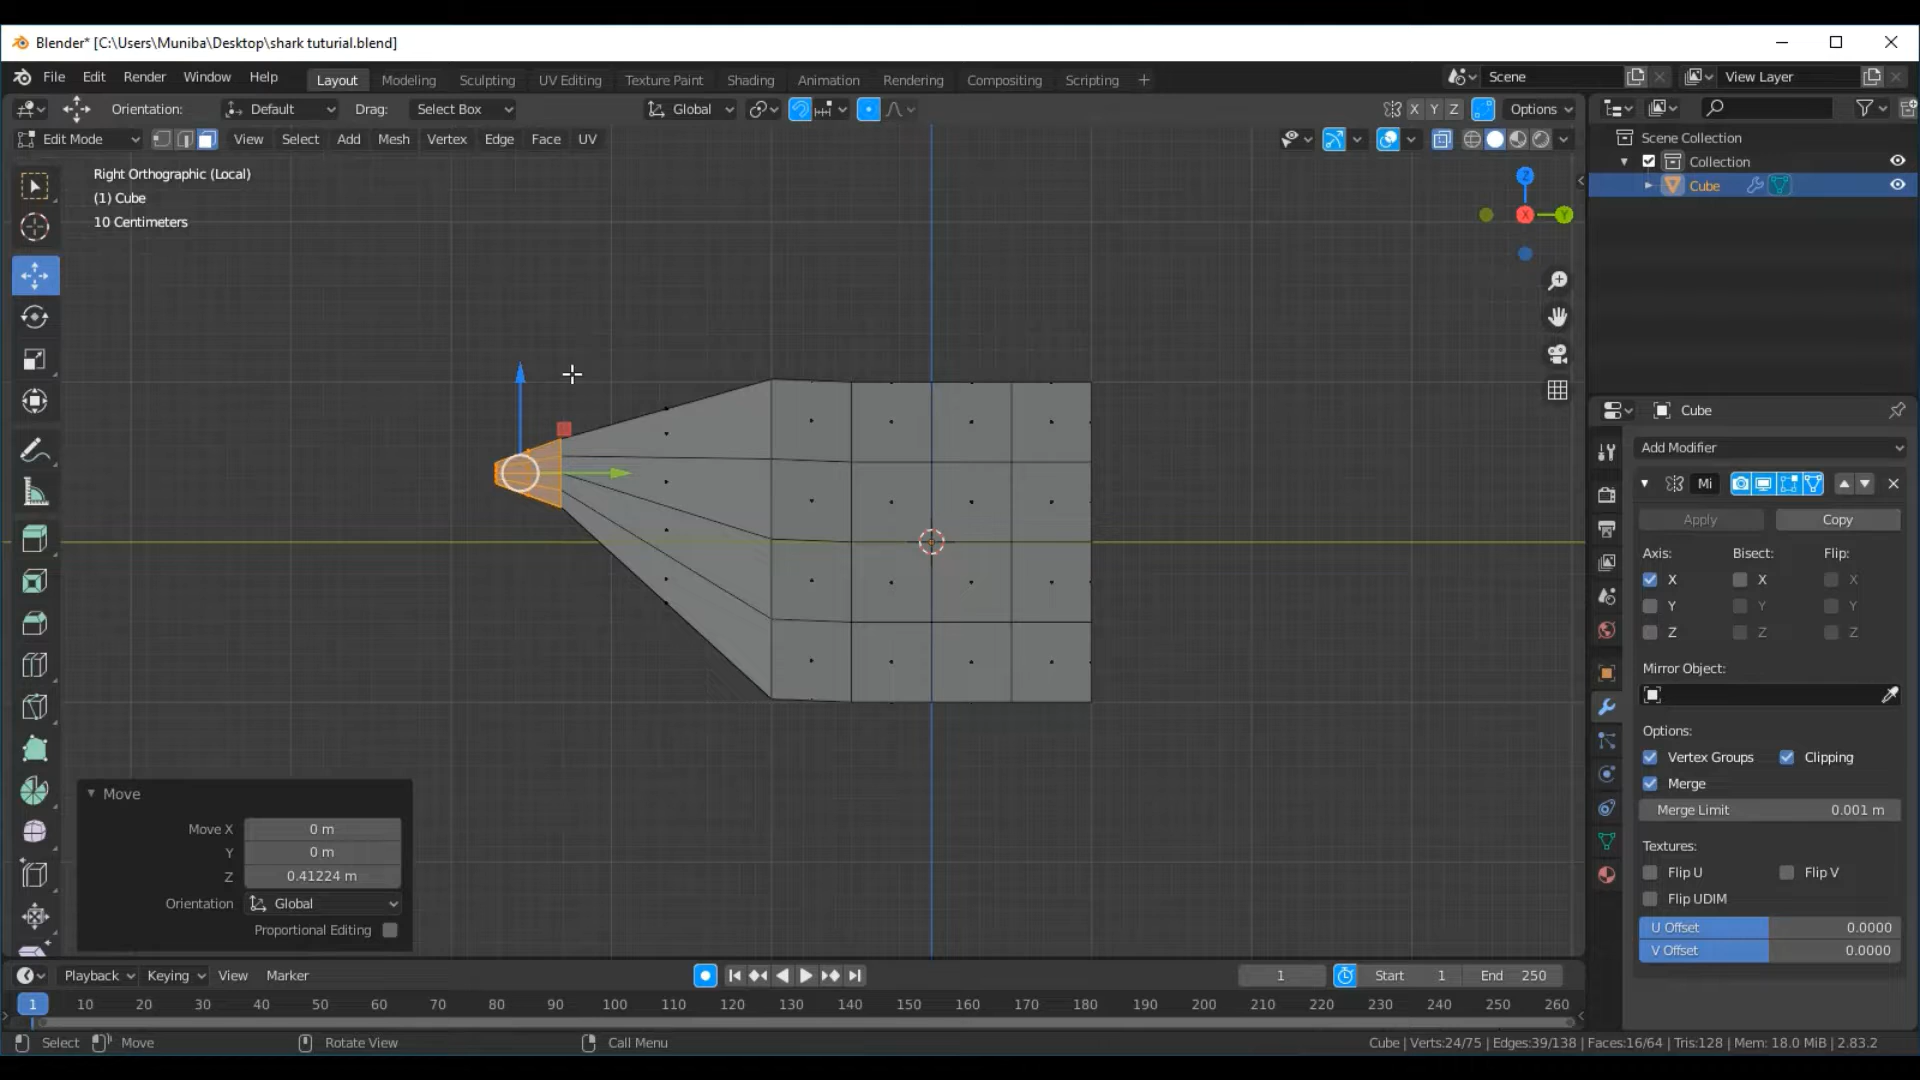 Blender* [C:\Users\Muniba\Desktop\shark tuturial.blend]
File Edit Render Window Help Layout Modeling Sculpting UV Editing Texture Paint Shading Animation Rendering Compositing Scripting + Scene View Layer
Orientation: Default Drag: Select Box Global X Y Z Options
Edit Mode View Select Add Mesh Vertex Edge Face UV
Scene Collection
Collection
Cube
Right Orthographic (Local)
(1) Cube
10 Centimeters
Z
X
Y
Cube
Add Modifier
Mi
Apply Copy
Axis: Bisect: Flip:
X X X
Y Y Y
Z Z Z
Mirror Object:
Options:
Vertex Groups Clipping
Merge
Merge Limit 0.001 m
Textures:
Flip U Flip V
Flip UDIM
U Offset 0.0000
V Offset 0.0000
Move
Move X 0 m
Y 0 m
Z 0.41224 m
Orientation Global
Proportional Editing
Playback Keying View Marker 1 Start 1 End 250
1 10 20 30 40 50 60 70 80 90 100 110 120 130 140 150 160 170 180 190 200 210 220 230 240 250 260
Select Move Rotate View Call Menu Cube | Verts:24/75 | Edges:39/138 | Faces:16/64 | Tris:128 | Mem: 18.0 MiB | 2.83.2